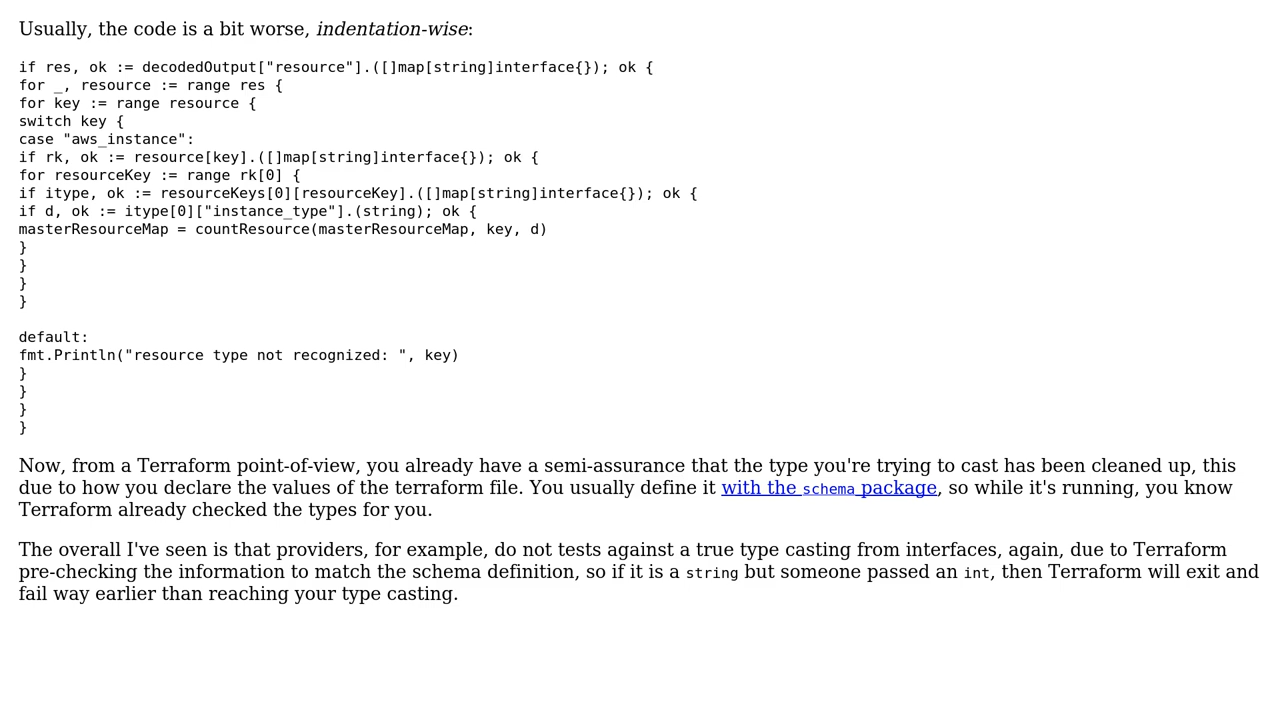 Usually, the code is a bit worse, indentation-wise:
if res, ok := decodedOutput["resource"].([]map[string]interface{}); ok {
for _, resource := range res {
for key := range resource {
switch key {
case "aws_instance":
if rk, ok := resource[key].([]map[string]interface{}); ok {
for resourceKey := range rk[0] {
if itype, ok := resourceKeys[0][resourceKey].([]map[string]interface{}); ok {
if d, ok := itype[0]["instance_type"].(string); ok {
masterResourceMap = countResource(masterResourceMap, key, d)
}
}
}
}
default:
fmt.Println("resource type not recognized: ", key)
}
}
}
}
Now, from a Terraform point-of-view, you already have a semi-assurance that the type you're trying to cast has been cleaned up, this
due to how you declare the values of the terraform file. You usually define it with the schema package, so while it's running, you know
Terraform already checked the types for you.
The overall I've seen is that providers, for example, do not tests against a true type casting from interfaces, again, due to Terraform
pre-checking the information to match the schema definition, so if it is a string but someone passed an int, then Terraform will exit and
fail way earlier than reaching your type casting.